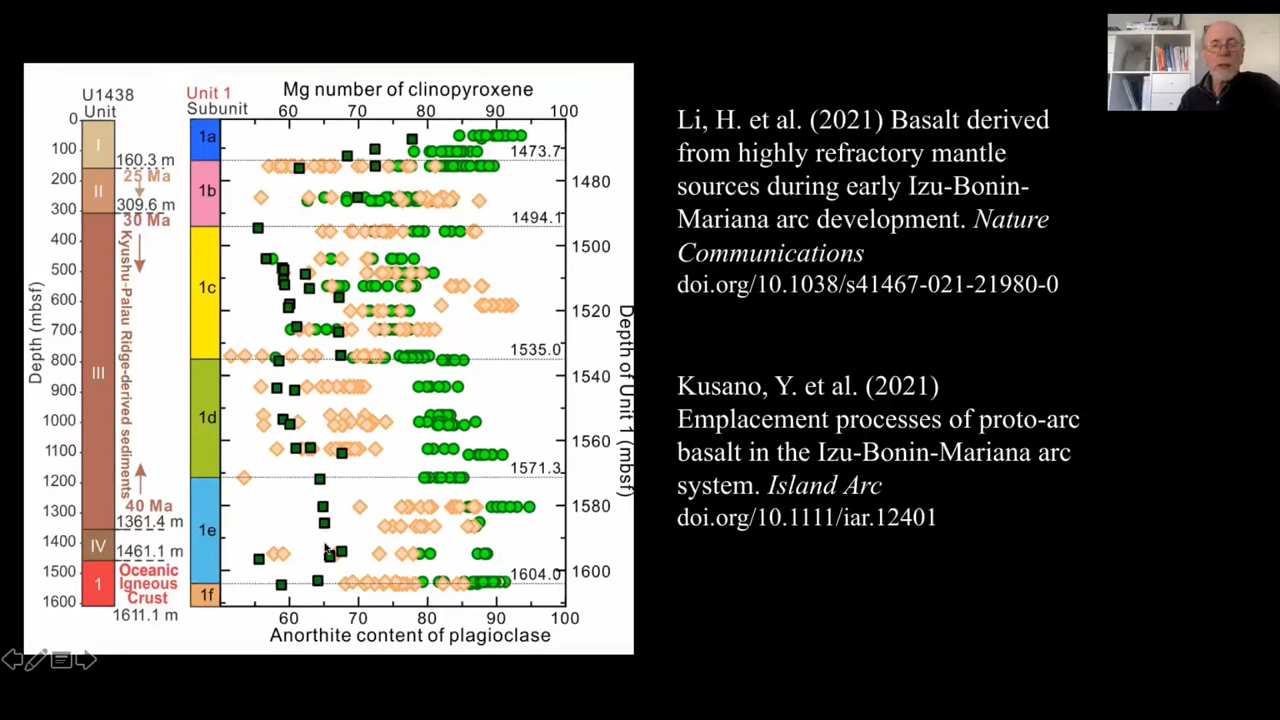 U1438
Unit
Unit 1
Subunit
Mg number of clinopyroxene
60 70 80 90 100
Depth (mbsf)
0
100
200
300
400
500
600
700
800
900
1000
1100
1200
1300
1400
1500
1600
I
160.3 m
25 Ma
II
309.6 m
30 Ma
Kyushu-Palau Ridge-derived sediments
III
40 Ma
1361.4 m
IV
1461.1 m
1
Oceanic
Igneous
Crust
1611.1 m
1a
1b
1c
1d
1e
1f
1473.7
1494.1
1535.0
1571.3
1604.0
1480
1500
1520
1540
1560
1580
1600
Depth of Unit 1 (mbsf)
60 70 80 90 100
Anorthite content of plagioclase
Li, H. et al. (2021) Basalt derived
from highly refractory mantle
sources during early Izu-Bonin-
Mariana arc development. Nature
Communications
doi.org/10.1038/s41467-021-21980-0
Kusano, Y. et al. (2021)
Emplacement processes of proto-arc
basalt in the Izu-Bonin-Mariana arc
system. Island Arc
doi.org/10.1111/iar.12401